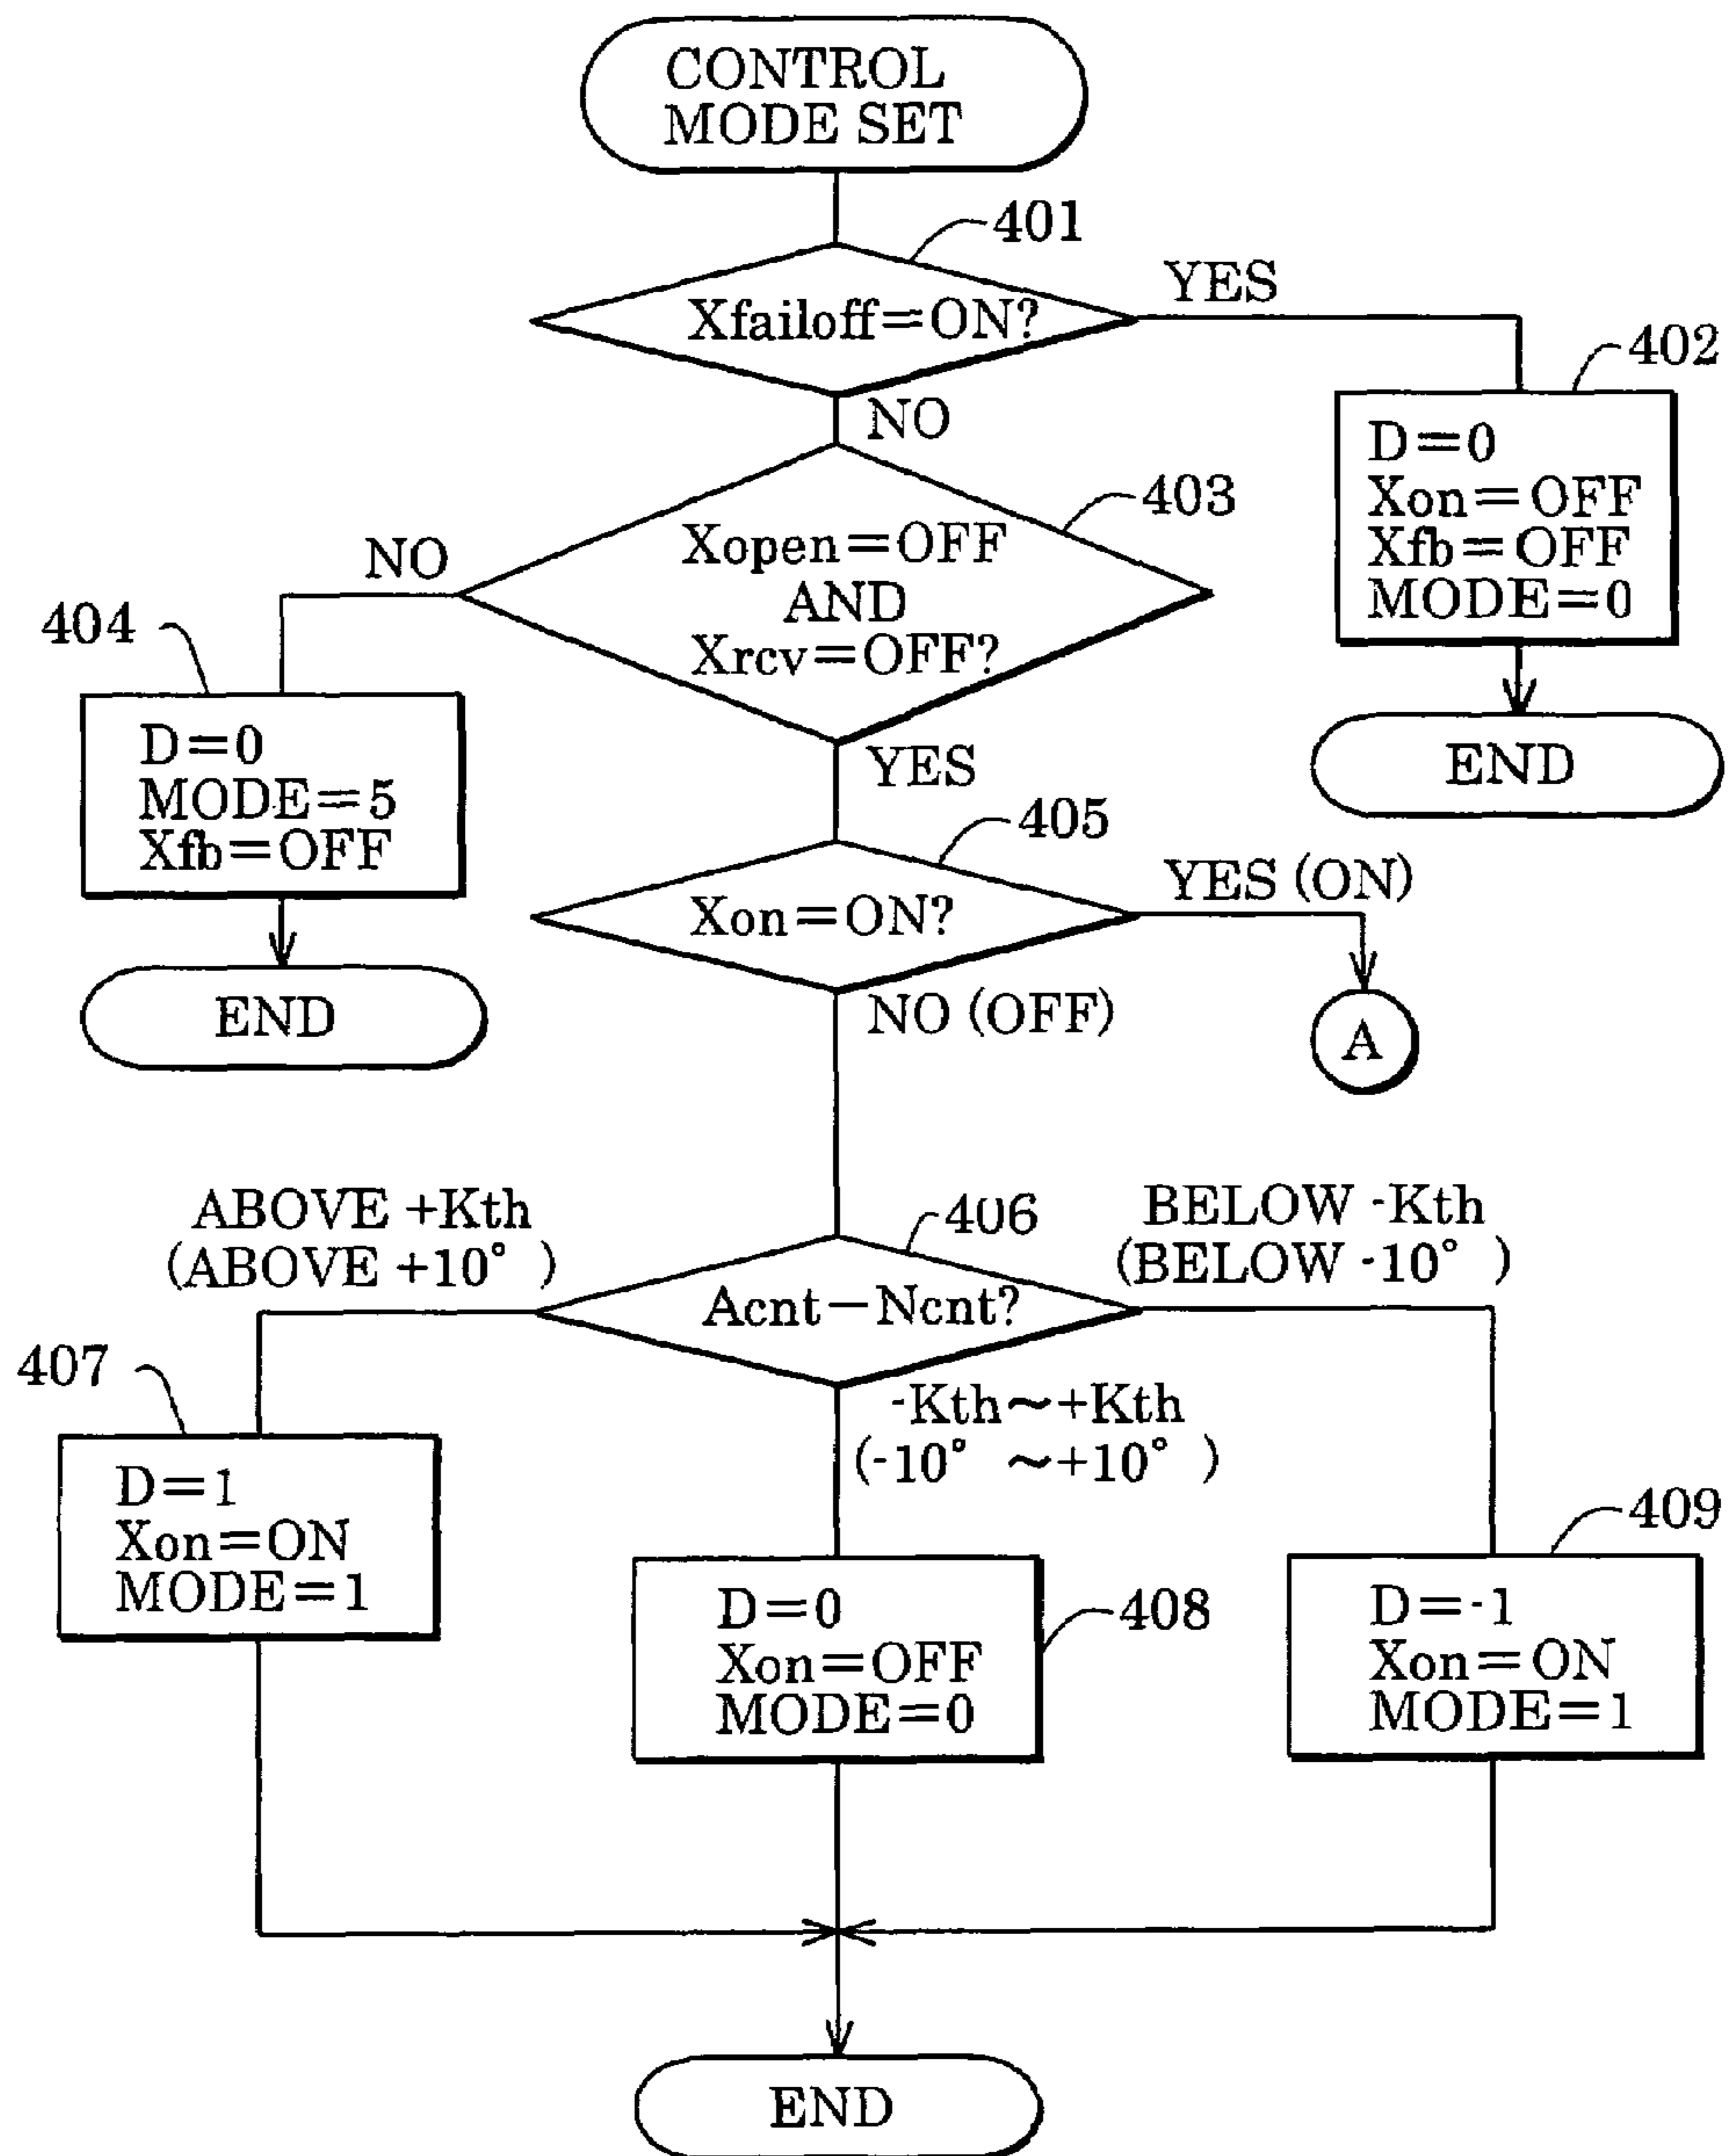 CONTROL
MODE SET
401
Xfailoff=ON?
YES
NO
402
D=0
Xon=OFF
Xfb=OFF
MODE=0
END
403
Xopen=OFF
AND
Xrcv=OFF?
NO
YES
404
D=0
MODE=5
Xfb=OFF
END
405
Xon=ON?
YES (ON)
A
NO (OFF)
406
Acnt−Ncnt?
ABOVE +Kth
(ABOVE +10° )
BELOW -Kth
(BELOW -10° )
-Kth~+Kth
(-10° ~+10° )
407
D=1
Xon=ON
MODE=1
408
D=0
Xon=OFF
MODE=0
409
D=-1
Xon=ON
MODE=1
END